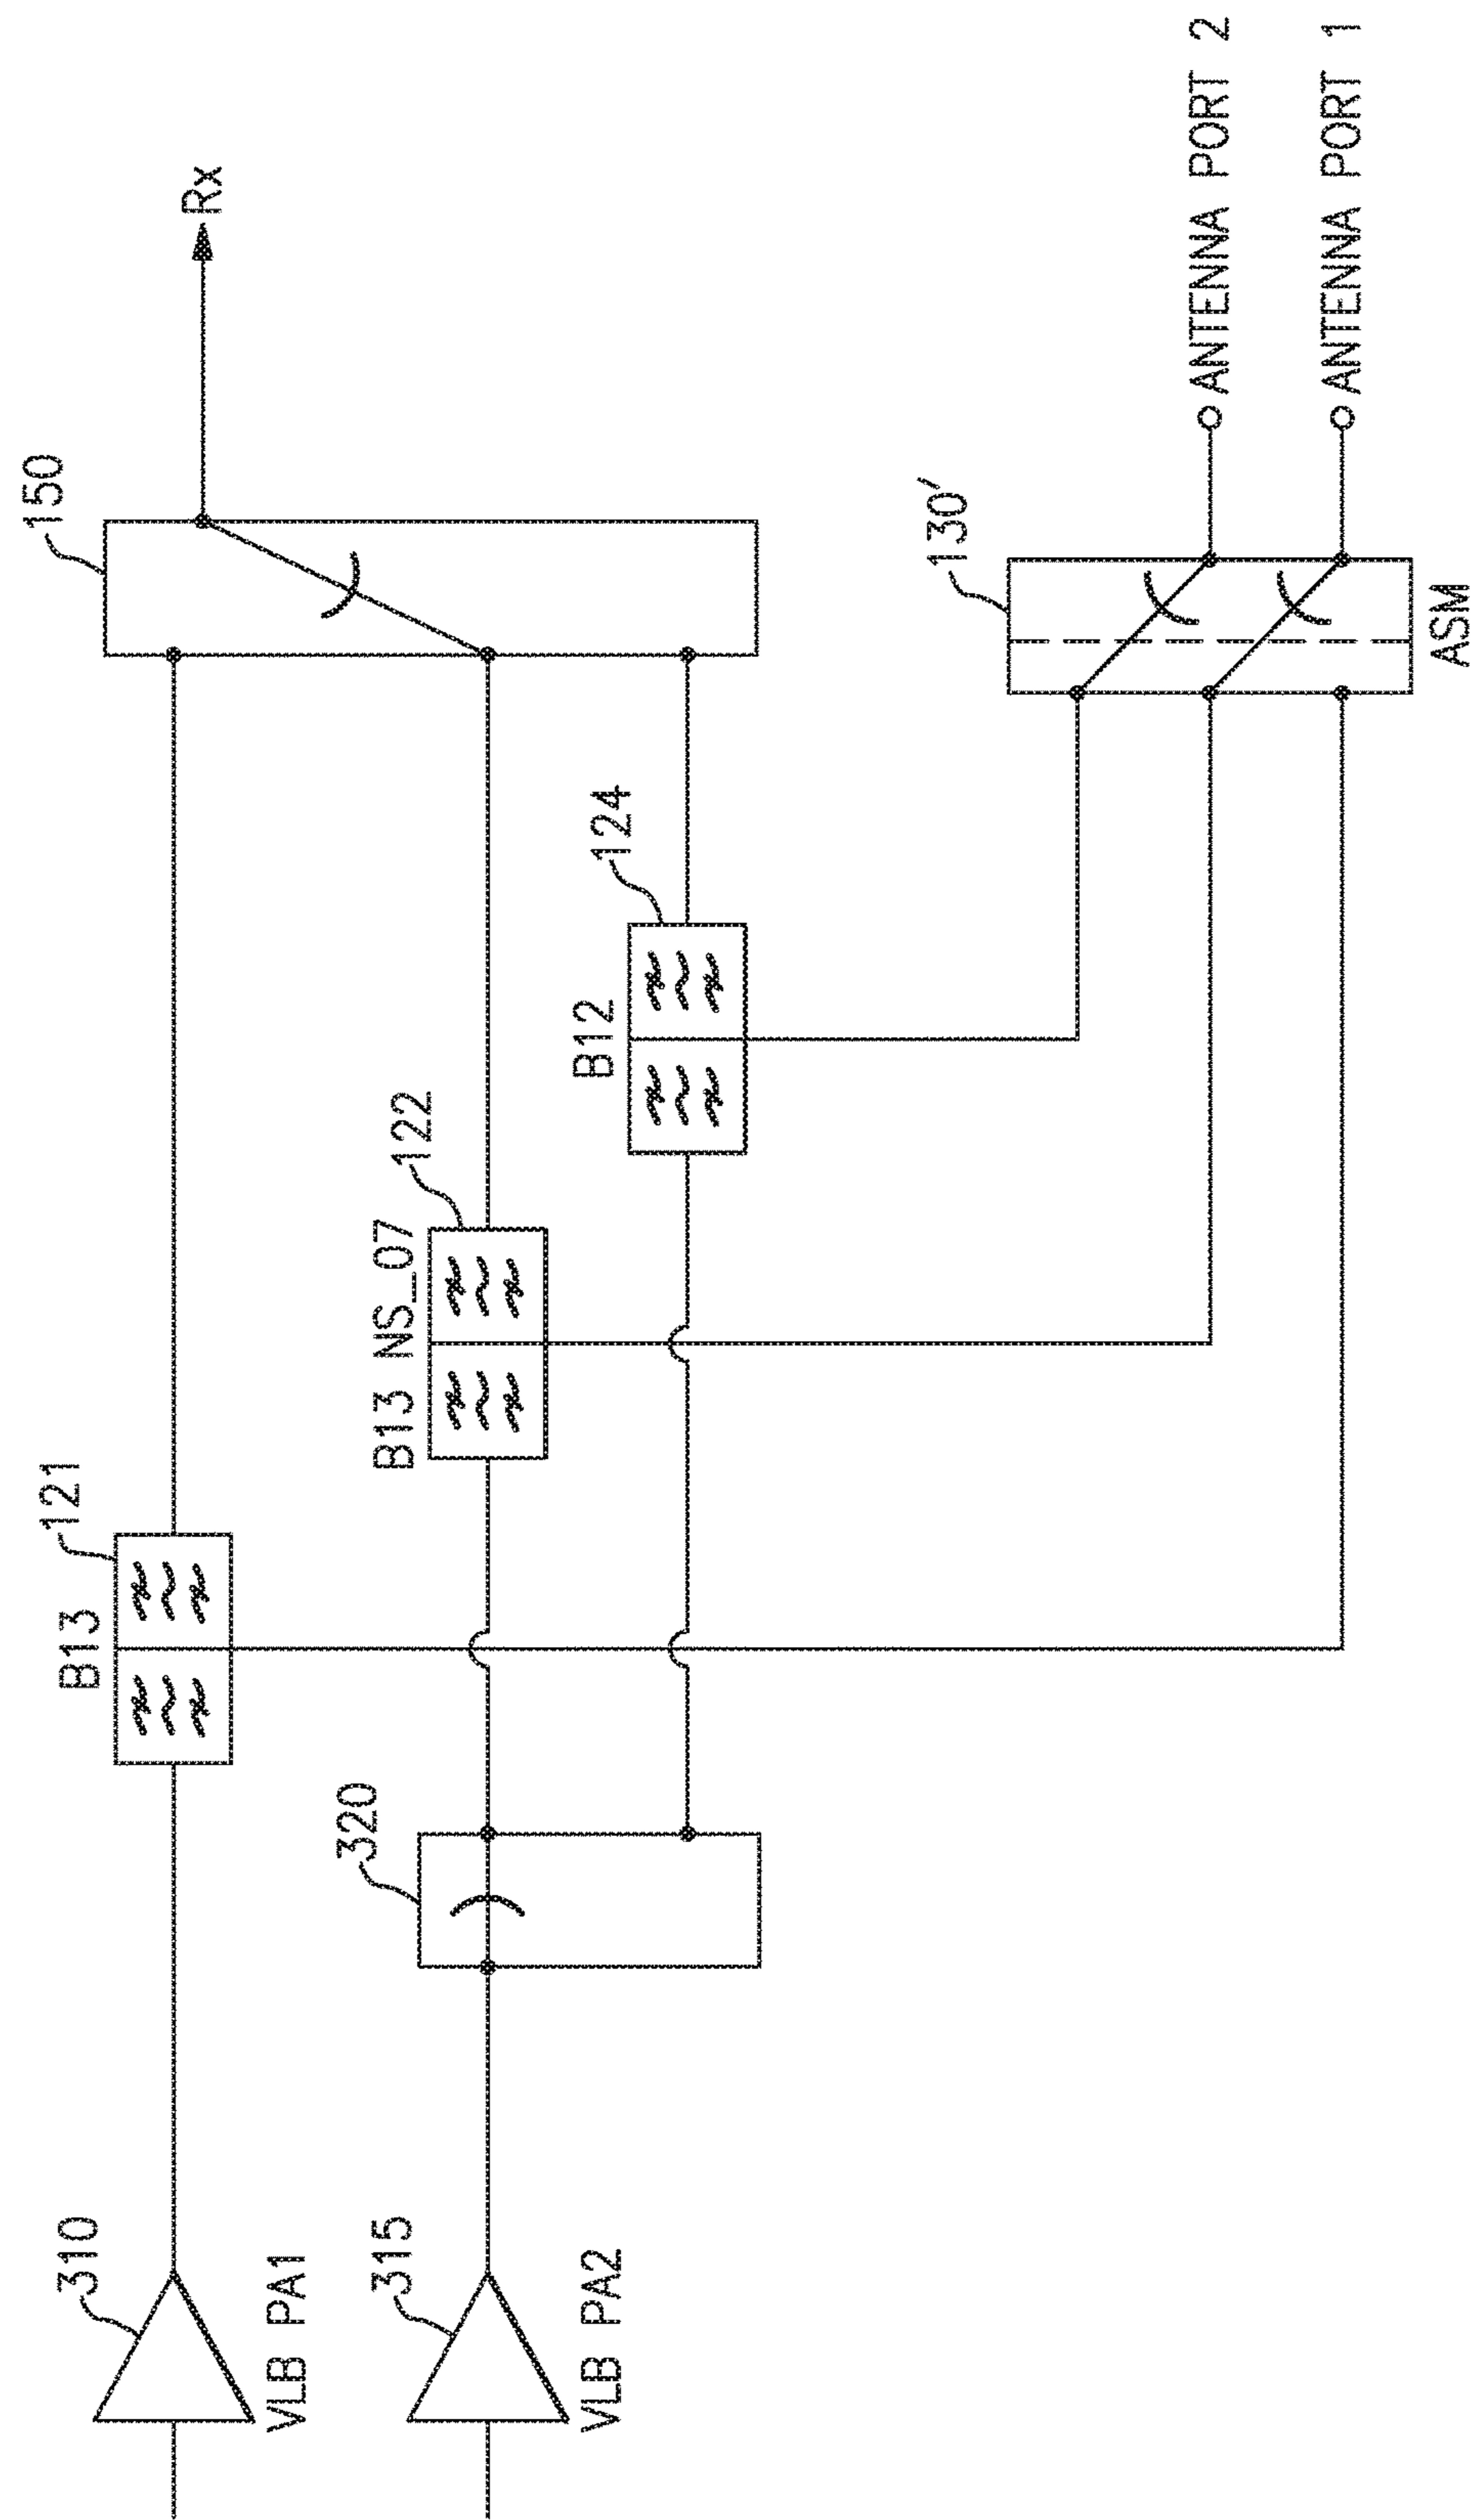 310
VLB PA1
315
VLB PA2
320
B13
121
B13 NS_07
122
B12
124
150
Rx
130'
ASM
ANTENNA PORT 2
ANTENNA PORT 1